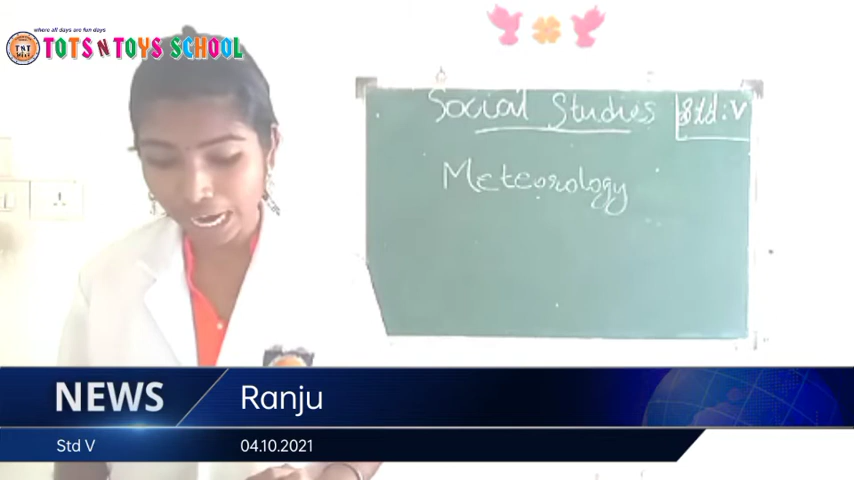 where all days are fun days
TOTS N TOYS SCHOOL
Social Studies
Std : V
Meteorology
NEWS
Ranju
Std V
04.10.2021